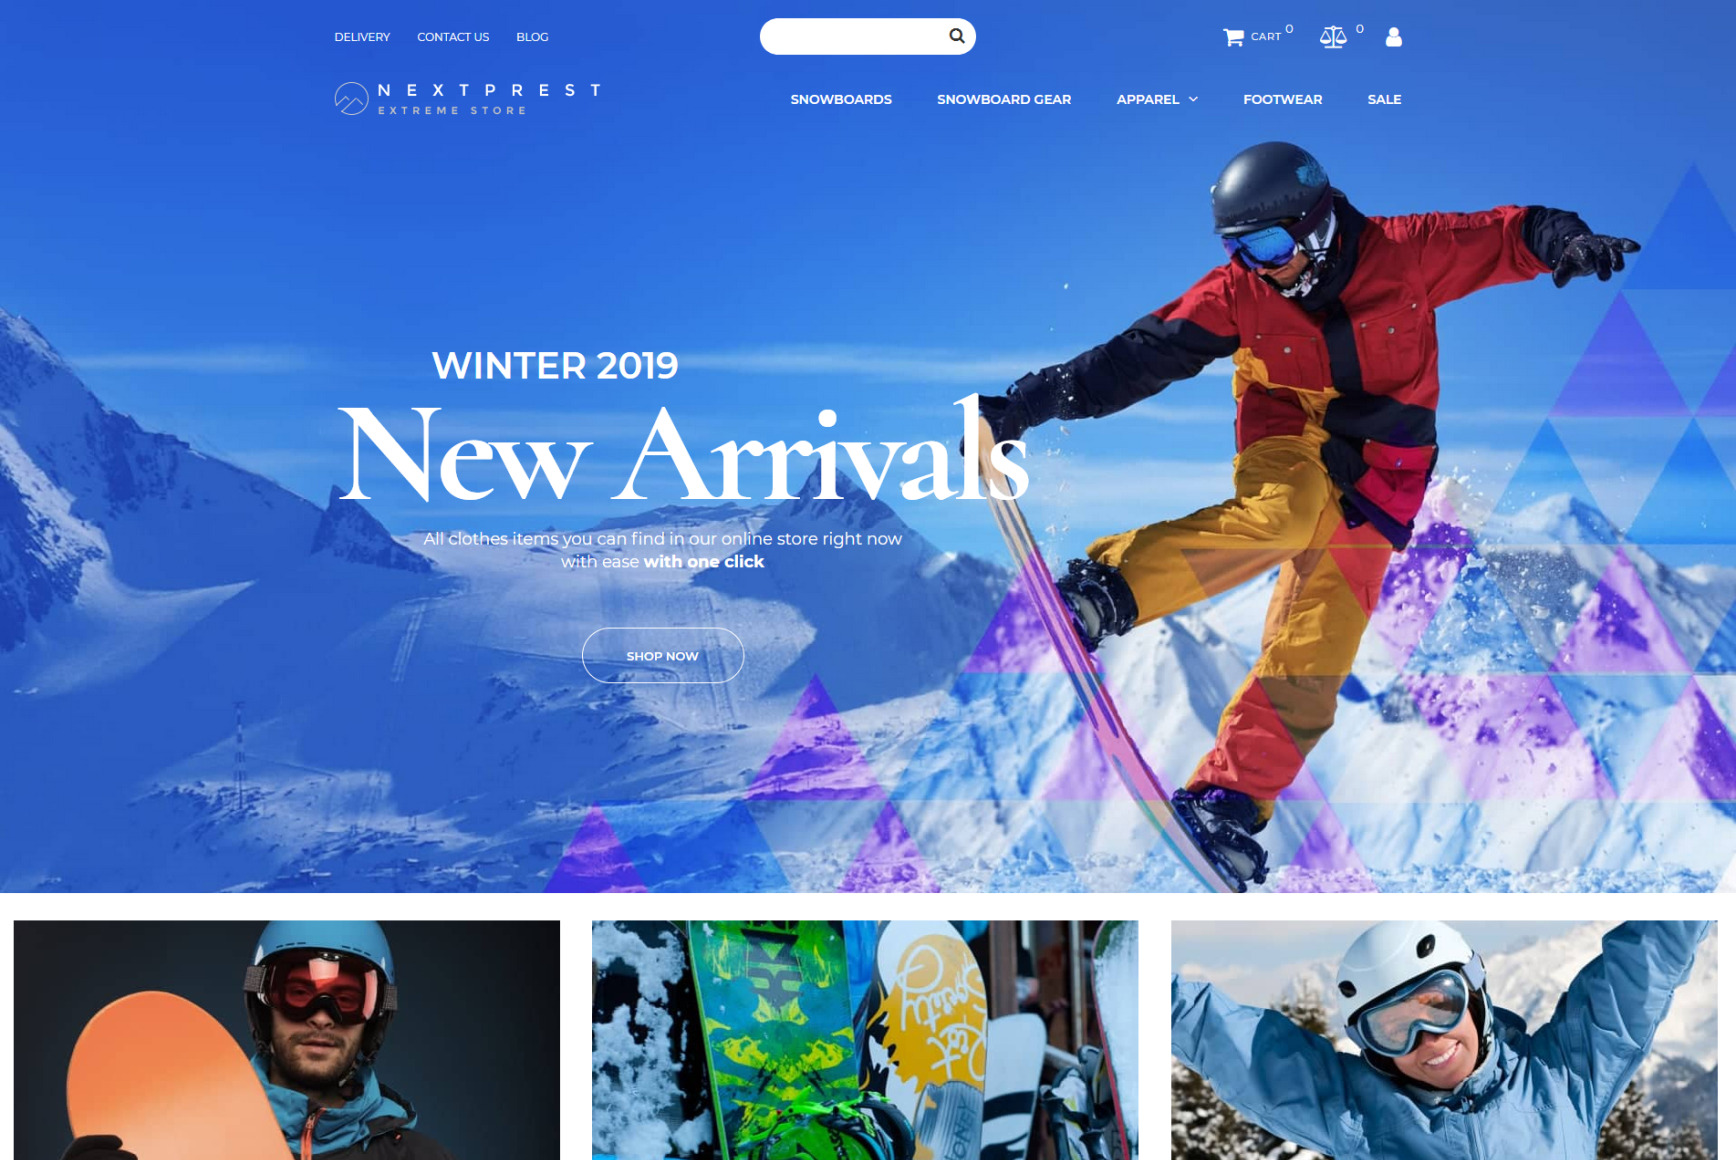 DELIVERY CONTACT US BLOG
CART 0 0
NEXTPREST
EXTREME STORE
SNOWBOARDS SNOWBOARD GEAR APPAREL FOOTWEAR SALE
WINTER 2019
New Arrivals
All clothes items you can find in our online store right now
with ease with one click
SHOP NOW